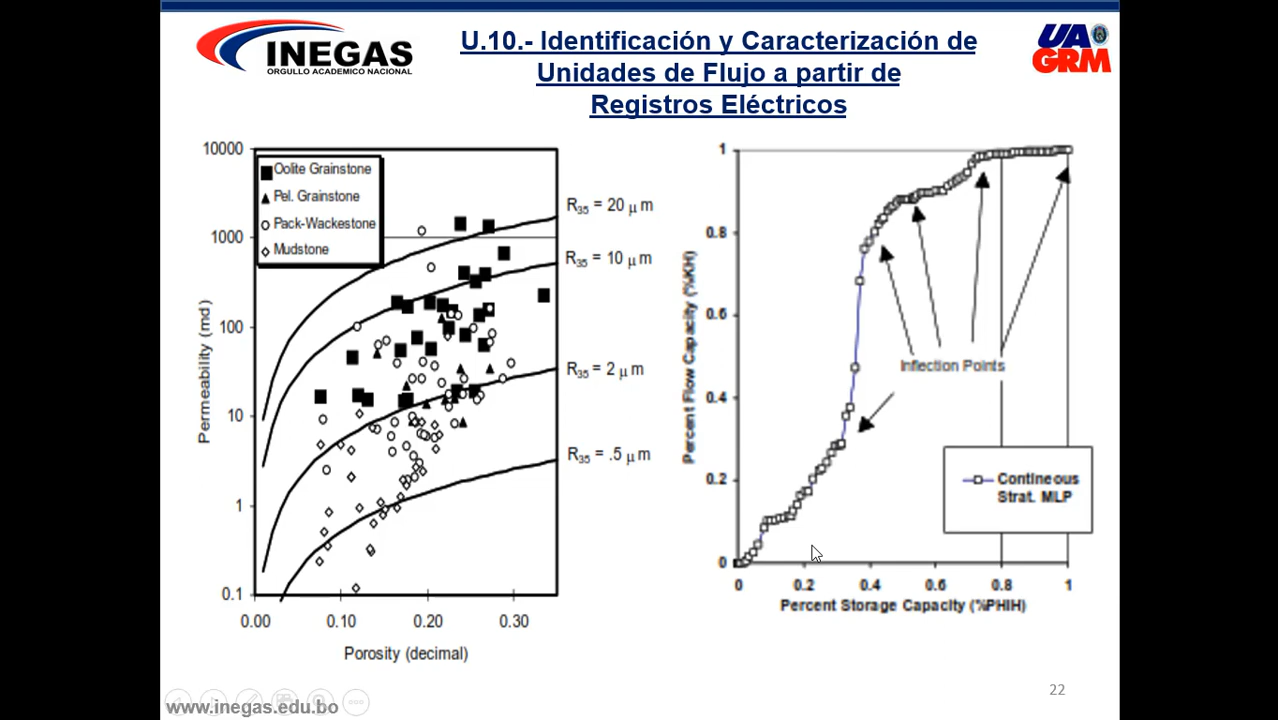 INEGAS
ORGULLO ACADEMICO NACIONAL
U.10.- Identificación y Caracterización de
Unidades de Flujo a partir de
Registros Eléctricos
UA
GRM
10000
1000
100
10
1
0.1
Permeability (md)
Oolite Grainstone
Pel. Grainstone
Pack-Wackestone
Mudstone
R35 = 20 μ m
R35 = 10 μ m
R35 = 2 μ m
R35 = .5 μ m
0.00 0.10 0.20 0.30
Porosity (decimal)
1
0.8
0.6
0.4
0.2
0
Percent Flow Capacity (%KH)
Inflection Points
Contineous
Strat. MLP
0 0.2 0.4 0.6 0.8 1
Percent Storage Capacity (%PHIH)
22
www.inegas.edu.bo